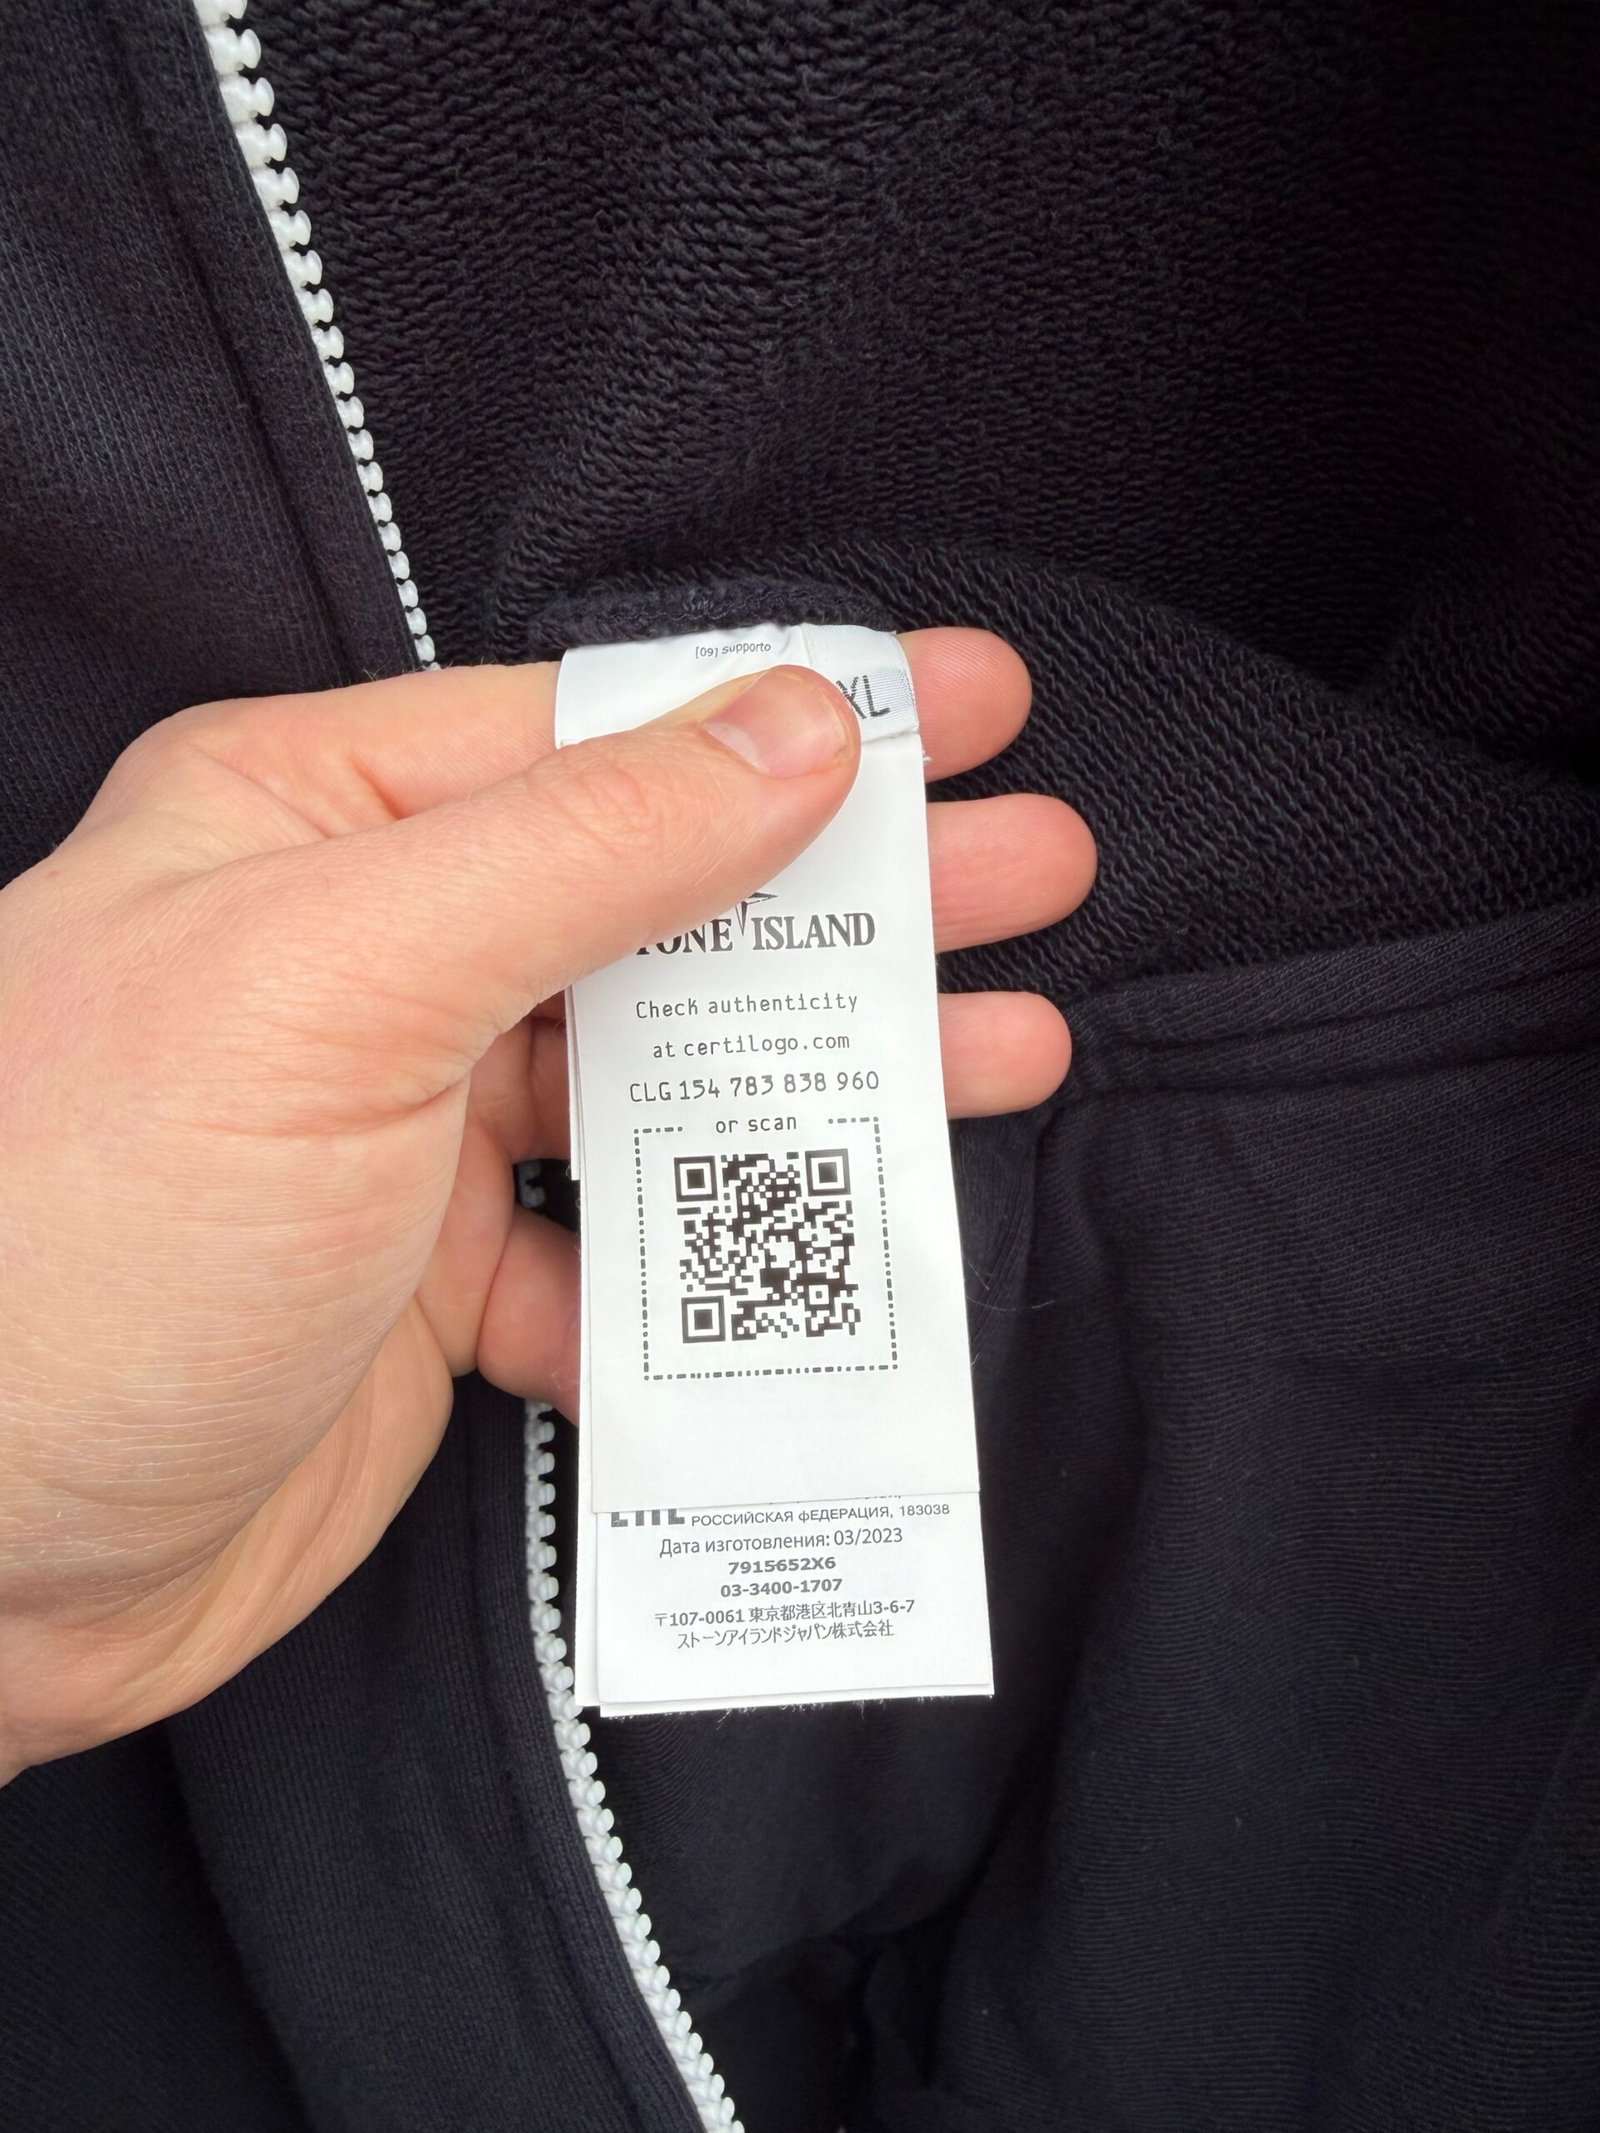 [09] supporto
XL
STONE ISLAND
Check authenticity
at certilogo.com
CLG 154 783 838 960
or scan
РОССИЙСКАЯ ФЕДЕРАЦИЯ, 183038
Дата изготовления: 03/2023
7915652X6
03-3400-1707
〒107-0061 東京都港区北青山3-6-7
ストーンアイランドジャパン株式会社